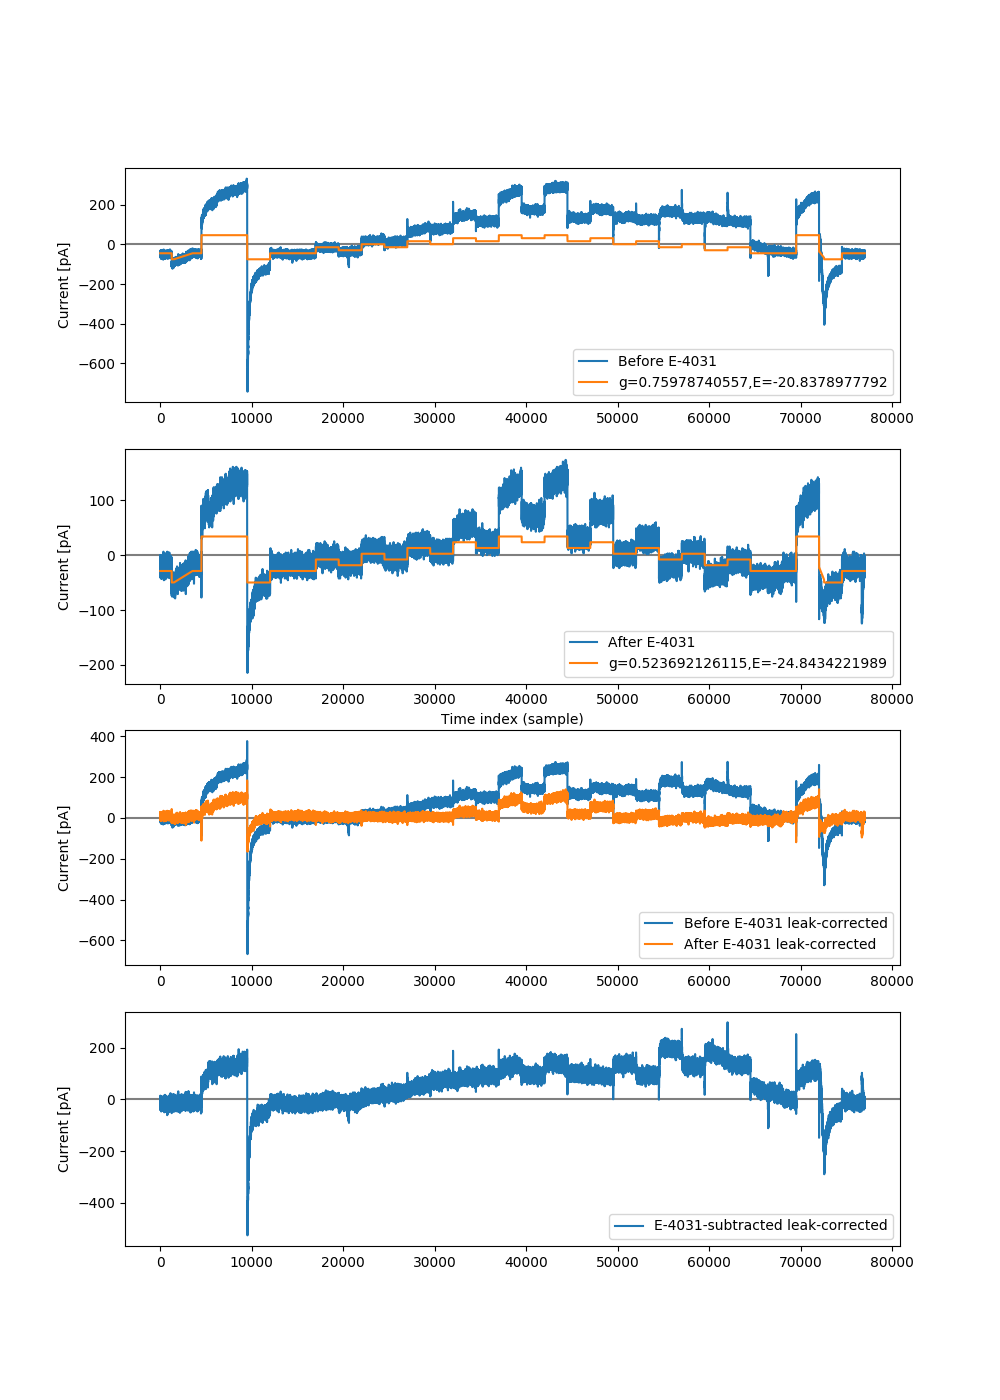 200
0
−200
−400
−600
Current [pA]
Before E-4031
g=0.75978740557,E=-20.8378977792
0 10000 20000 30000 40000 50000 60000 70000 80000
100
0
−100
−200
Current [pA]
After E-4031
g=0.523692126115,E=-24.8434221989
0 10000 20000 30000 40000 50000 60000 70000 80000
Time index (sample)
400
200
0
−200
−400
−600
Current [pA]
Before E-4031 leak-corrected
After E-4031 leak-corrected
0 10000 20000 30000 40000 50000 60000 70000 80000
200
0
−200
−400
Current [pA]
E-4031-subtracted leak-corrected
0 10000 20000 30000 40000 50000 60000 70000 80000